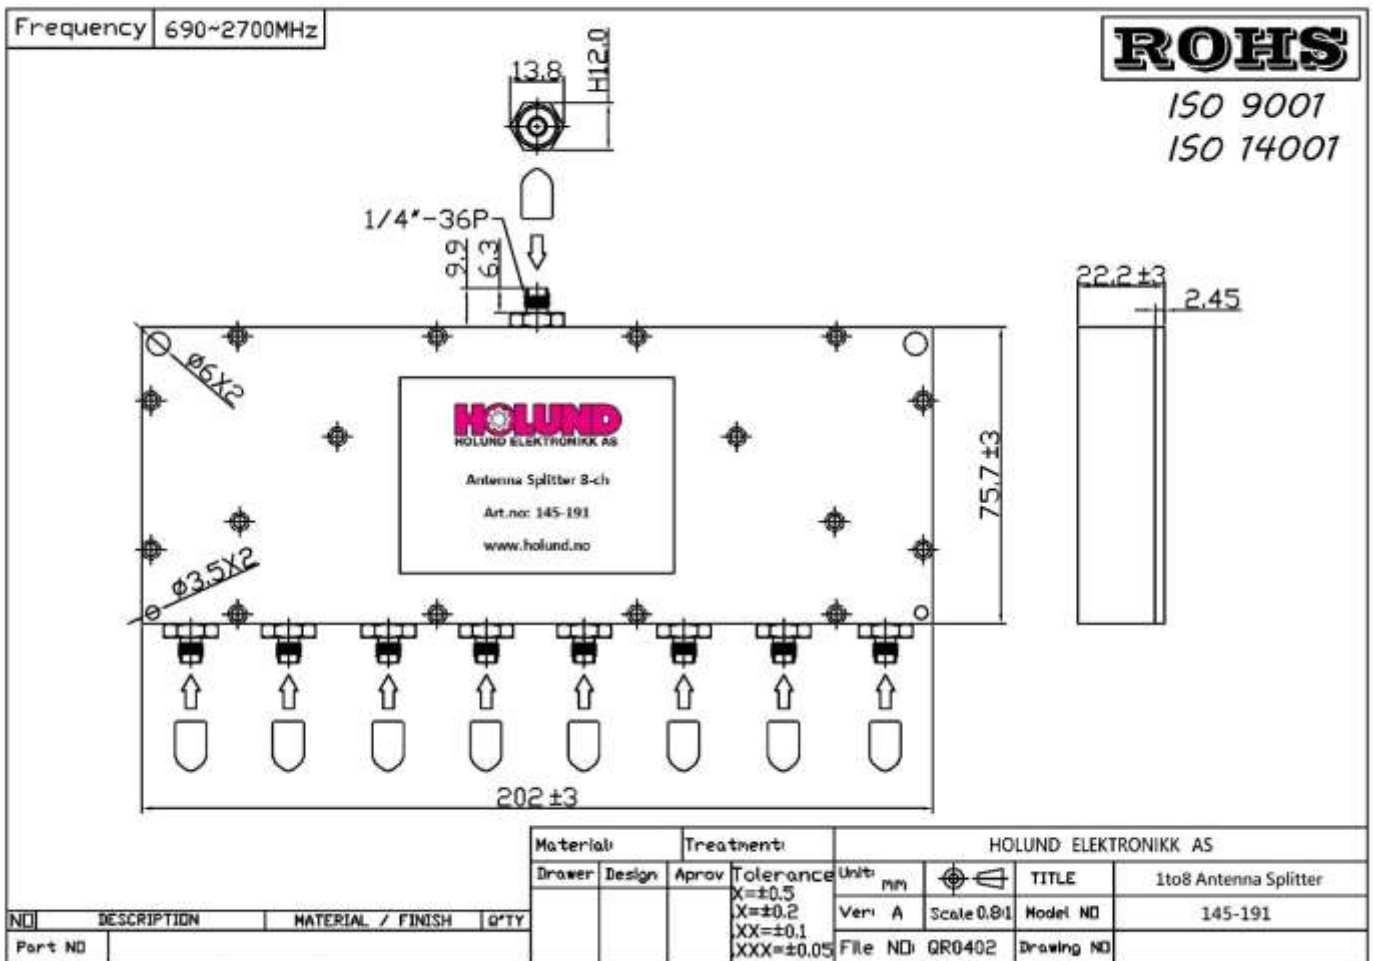 Frequency 690~2700MHz
ROHS
ISO 9001
ISO 14001
13.8
H12.0
1/4"-36P
9.9
6.3
22.2±3
2.45
Ø6X2
75.7±3
HOLUND
HOLUND ELEKTRONIKK AS
Antenna Splitter 8-ch
Art.no: 145-191
www.holund.no
Ø3.5X2
202±3
Material: Treatment: HOLUND ELEKTRONIKK AS
Drawer Design Aprov Tolerance Unit: MM TITLE 1to8 Antenna Splitter
X=±0.5
.X=±0.2 Ver: A Scale 0.8:1 Model NO 145-191
.XX=±0.1
.XXX=±0.05 File NO: QR0402 Drawing NO
NO DESCRIPTION MATERIAL / FINISH Q'TY
Part NO